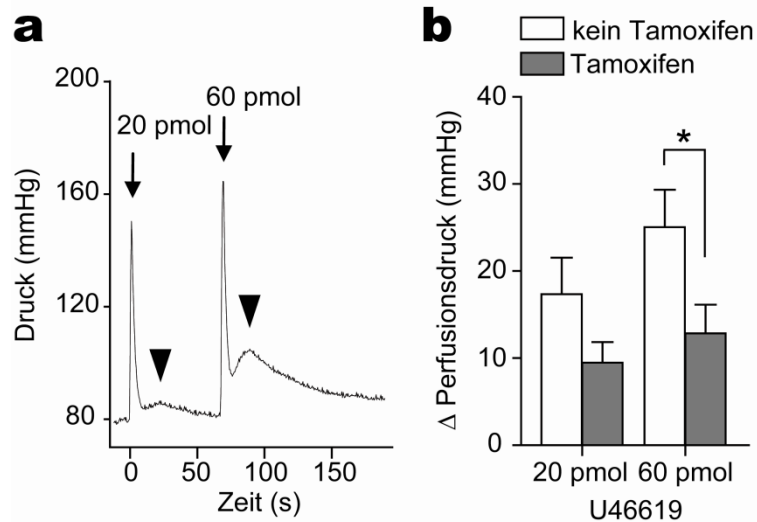 a
200
160
120
80
Druck (mmHg)
20 pmol
60 pmol
0 50 100 150
Zeit (s)
b
kein Tamoxifen
Tamoxifen
40
30
20
10
0
Δ Perfusionsdruck (mmHg)
*
20 pmol 60 pmol
U46619